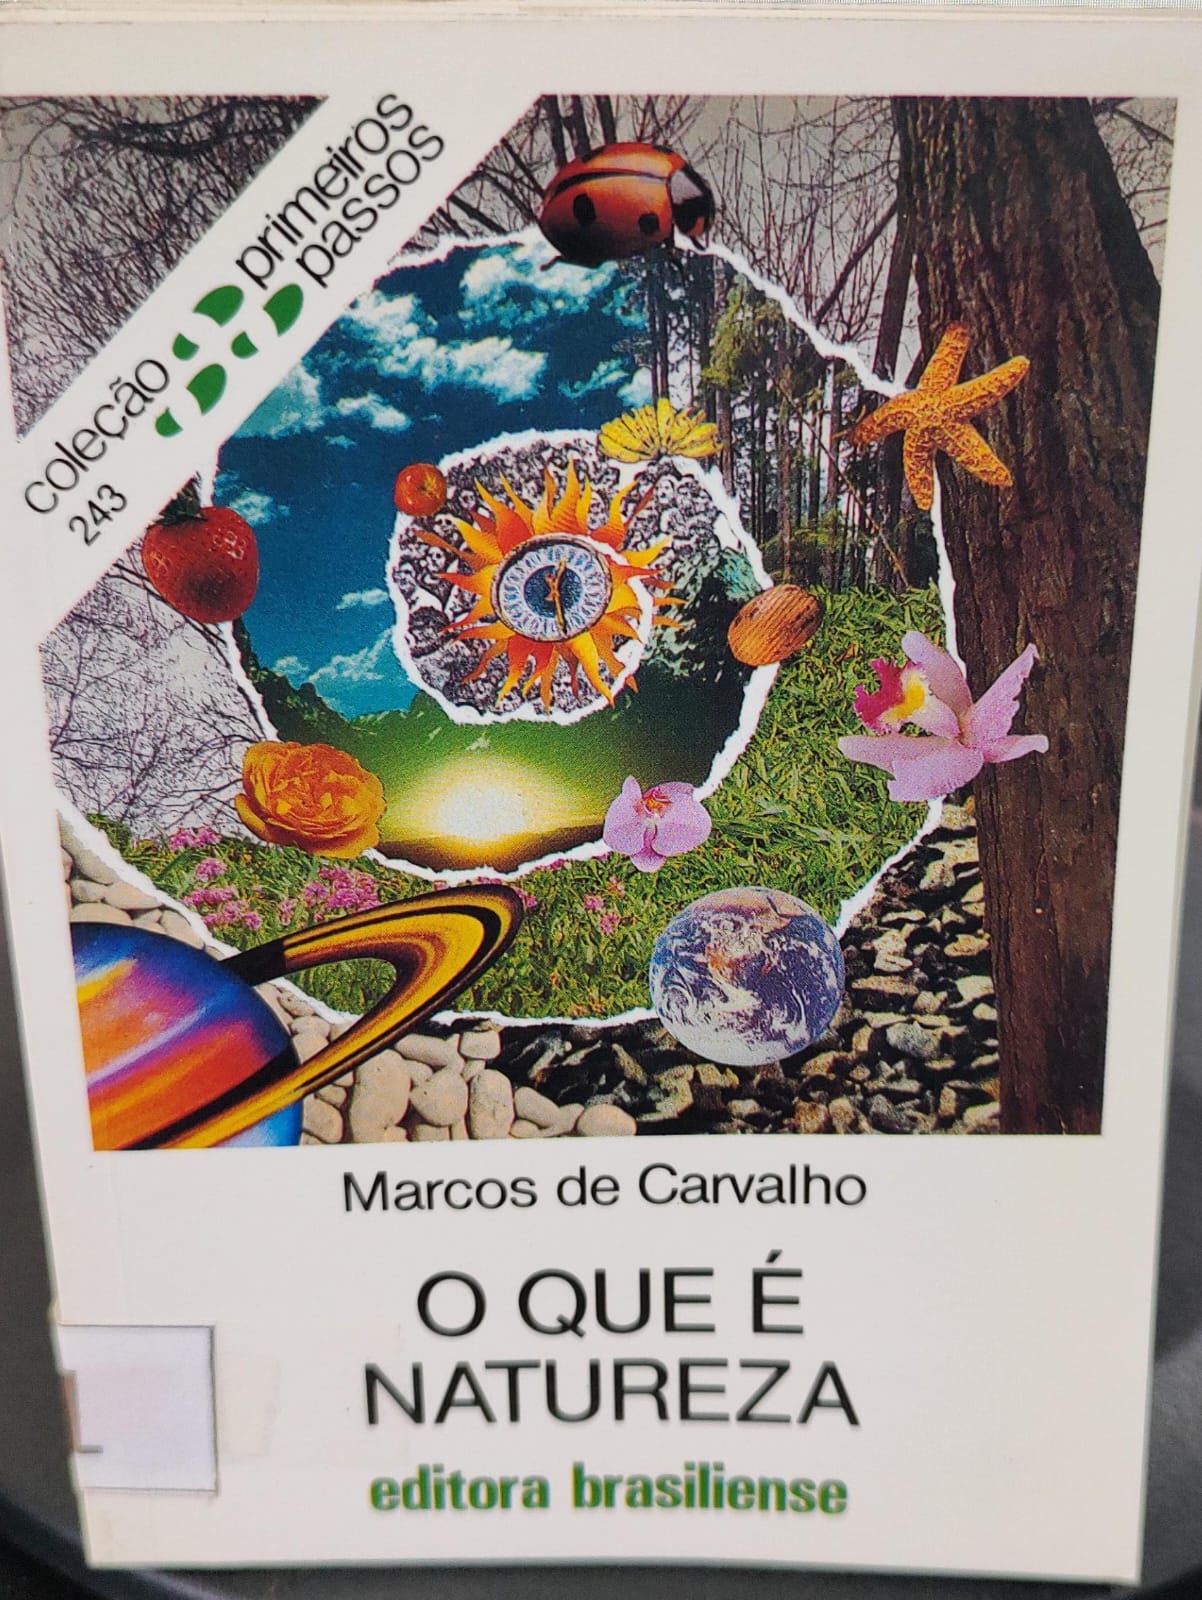 coleção primeiros
passos
243
Marcos de Carvalho
O QUE É
NATUREZA
editora brasiliense